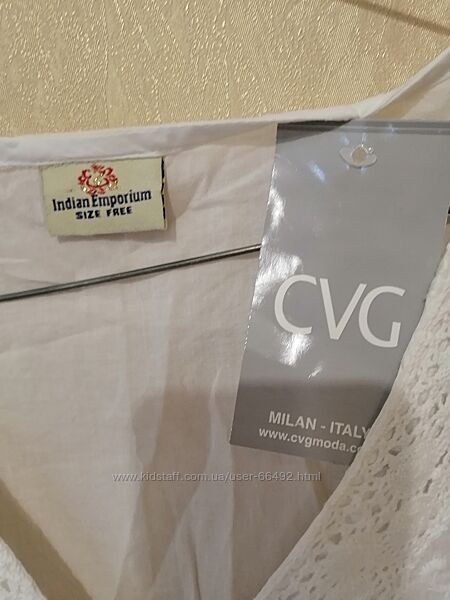 Indian Emporium
SIZE FREE
CVG
MILAN - ITALY
www.cvgmoda.co
www.kidstaff.com.ua/user-66492.html